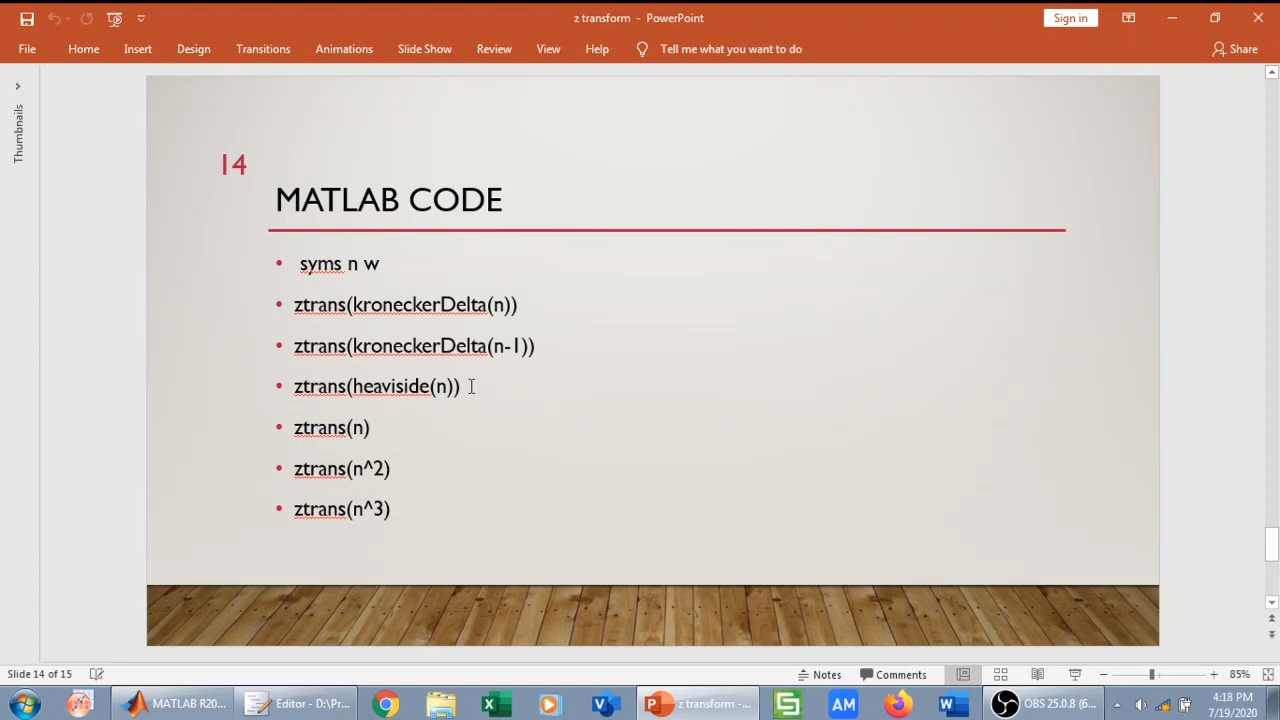 z transform - PowerPoint
Sign in
File Home Insert Design Transitions Animations Slide Show Review View Help Tell me what you want to do Share
Thumbnails
14
MATLAB CODE
• syms n w
• ztrans(kroneckerDelta(n))
• ztrans(kroneckerDelta(n-1))
• ztrans(heaviside(n))
• ztrans(n)
• ztrans(n^2)
• ztrans(n^3)
Slide 14 of 15 Notes Comments 85%
MATLAB R20... Editor - D:\Pr... z transform -... AM OBS 25.0.8 (6... 4:18 PM
7/19/2020